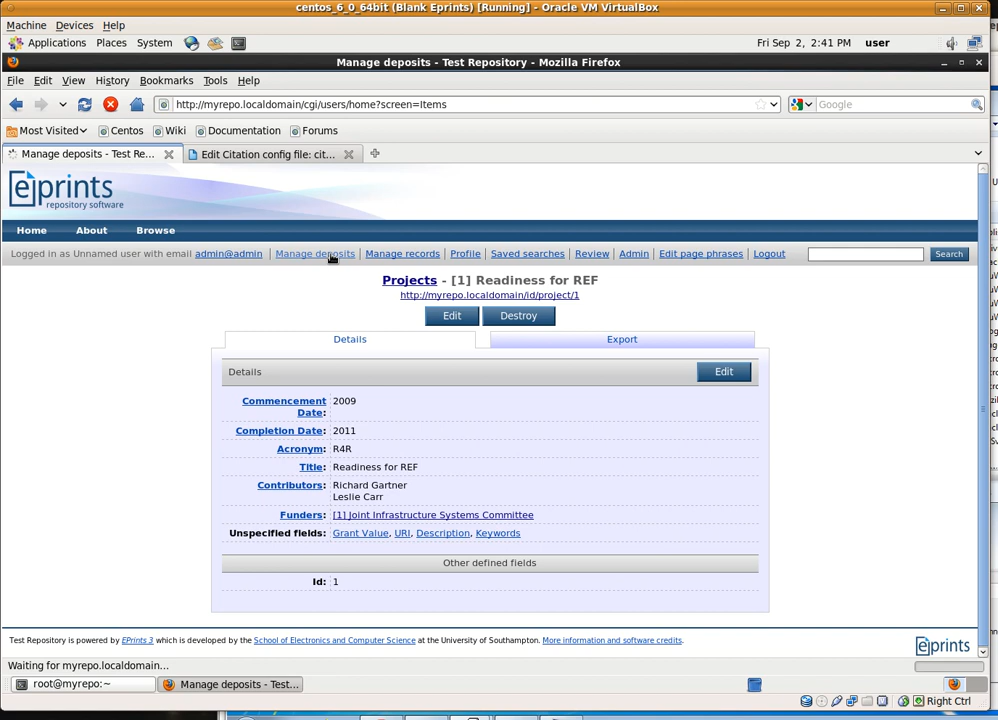 centos_6_0_64bit (Blank Eprints) [Running] - Oracle VM VirtualBox
Machine Devices Help
Applications Places System Fri Sep 2, 2:41 PM user
Manage deposits - Test Repository - Mozilla Firefox
File Edit View History Bookmarks Tools Help
http://myrepo.localdomain/cgi/users/home?screen=Items Google
Most Visited Centos Wiki Documentation Forums
Manage deposits - Test Re... Edit Citation config file: cit...
eprints
repository software
Home About Browse
Logged in as Unnamed user with email admin@admin | Manage deposits | Manage records | Profile | Saved searches | Review | Admin | Edit page phrases | Logout Search
Projects - [1] Readiness for REF
http://myrepo.localdomain/id/project/1
Edit Destroy
Details Export
Details Edit
Commencement Date: 2009
Completion Date: 2011
Acronym: R4R
Title: Readiness for REF
Contributors: Richard Gartner
Leslie Carr
Funders: [1] Joint Infrastructure Systems Committee
Unspecified fields: Grant Value, URI, Description, Keywords
Other defined fields
Id: 1
Test Repository is powered by EPrints 3 which is developed by the School of Electronics and Computer Science at the University of Southampton. More information and software credits.
eprints
Waiting for myrepo.localdomain...
root@myrepo:~ Manage deposits - Test...
Right Ctrl